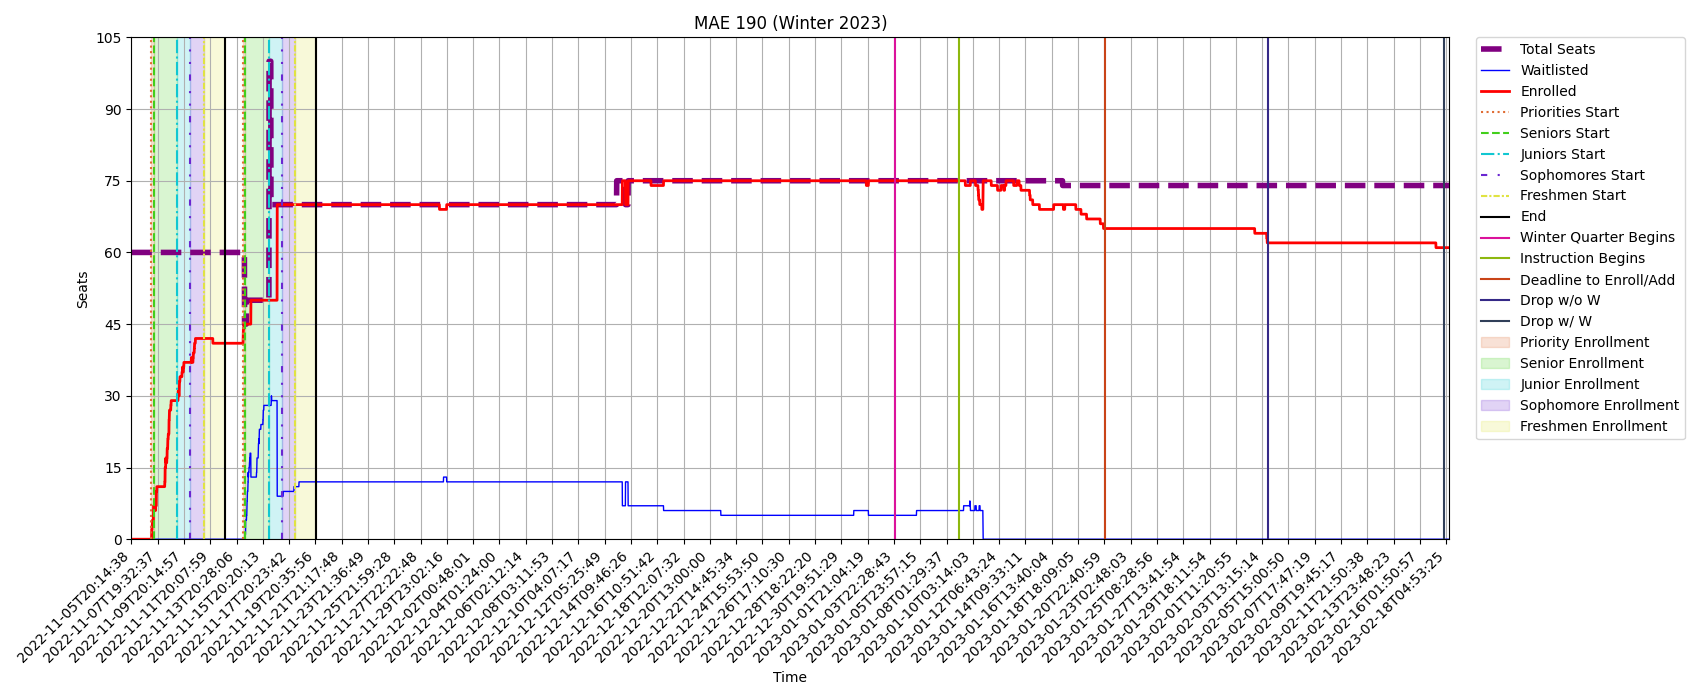 MAE 190 (Winter 2023)
Seats
105
90
75
60
45
30
15
0
2022-11-05T20:14:38
2022-11-07T19:32:37
2022-11-09T20:14:57
2022-11-11T20:07:59
2022-11-13T20:28:06
2022-11-15T20:20:13
2022-11-17T20:23:42
2022-11-19T20:35:56
2022-11-21T21:17:48
2022-11-23T21:36:49
2022-11-25T21:59:28
2022-11-27T22:22:48
2022-11-29T23:02:16
2022-12-02T00:48:01
2022-12-04T01:24:00
2022-12-06T02:12:14
2022-12-08T03:11:53
2022-12-10T04:07:17
2022-12-12T05:25:49
2022-12-14T09:46:26
2022-12-16T10:51:42
2022-12-18T12:07:32
2022-12-20T13:00:00
2022-12-22T14:45:34
2022-12-24T15:53:50
2022-12-26T17:10:30
2022-12-28T18:22:20
2022-12-30T19:51:29
2023-01-01T21:04:19
2023-01-03T22:28:43
2023-01-05T23:57:15
2023-01-08T01:29:37
2023-01-10T03:14:03
2023-01-12T06:43:24
2023-01-14T09:33:11
2023-01-16T13:40:04
2023-01-18T18:09:05
2023-01-20T22:40:59
2023-01-23T02:48:03
2023-01-25T08:28:56
2023-01-27T13:41:54
2023-01-29T18:11:54
2023-02-01T11:20:55
2023-02-03T13:15:14
2023-02-05T15:00:50
2023-02-07T17:47:19
2023-02-09T19:45:17
2023-02-11T21:50:38
2023-02-13T23:48:23
2023-02-16T01:50:57
2023-02-18T04:53:25
Time
Total Seats
Waitlisted
Enrolled
Priorities Start
Seniors Start
Juniors Start
Sophomores Start
Freshmen Start
End
Winter Quarter Begins
Instruction Begins
Deadline to Enroll/Add
Drop w/o W
Drop w/ W
Priority Enrollment
Senior Enrollment
Junior Enrollment
Sophomore Enrollment
Freshmen Enrollment